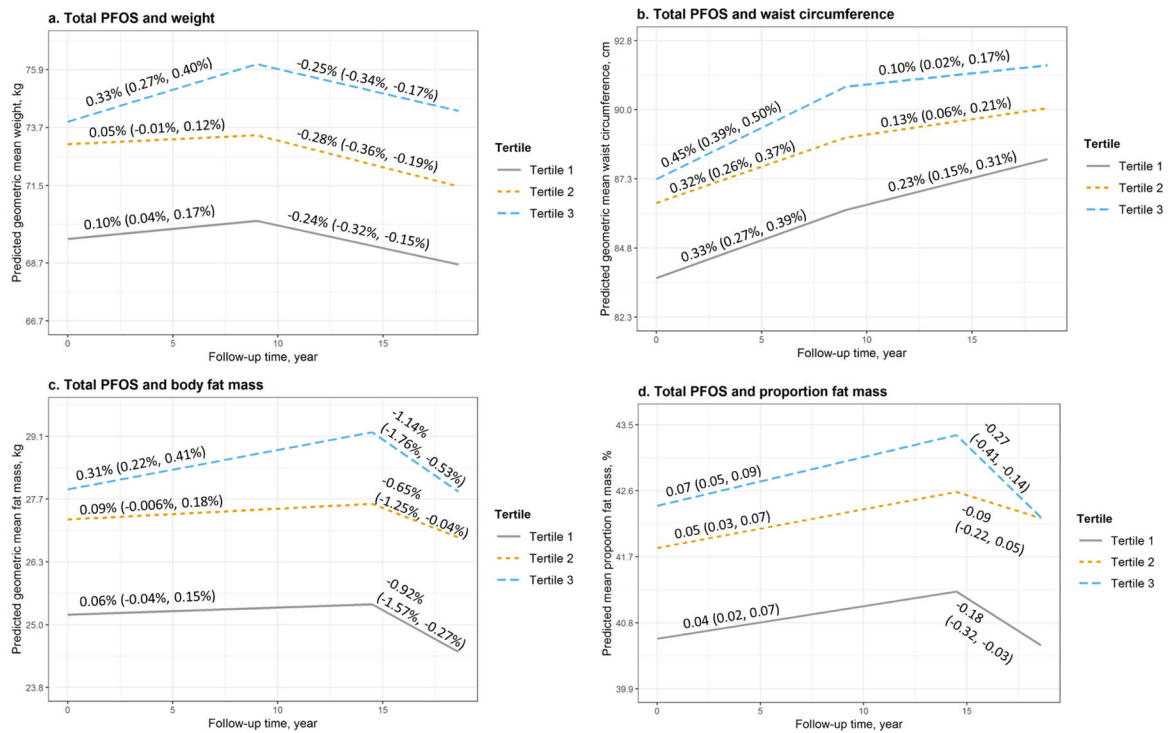 a. Total PFOS and weight
Predicted geometric mean weight, kg
75.9
73.7
71.5
68.7
66.7
0.33% (0.27%, 0.40%)
-0.25% (-0.34%, -0.17%)
0.05% (-0.01%, 0.12%)
-0.28% (-0.36%, -0.19%)
0.10% (0.04%, 0.17%)
-0.24% (-0.32%, -0.15%)
0
5
10
15
Follow-up time, year
Tertile
Tertile 1
Tertile 2
Tertile 3
b. Total PFOS and waist circumference
Predicted geometric mean waist circumference, cm
92.8
90.0
87.3
84.8
82.3
0.45% (0.39%, 0.50%)
0.10% (0.02%, 0.17%)
0.32% (0.26%, 0.37%)
0.13% (0.06%, 0.21%)
0.33% (0.27%, 0.39%)
0.23% (0.15%, 0.31%)
0
5
10
15
Follow-up time, year
Tertile
Tertile 1
Tertile 2
Tertile 3
c. Total PFOS and body fat mass
Predicted geometric mean fat mass, kg
29.1
27.7
26.3
25.0
23.8
0.31% (0.22%, 0.41%)
-1.14%
(-1.76%, -0.53%)
0.09% (-0.006%, 0.18%)
-0.65%
(-1.25%, -0.04%)
0.06% (-0.04%, 0.15%)
-0.92%
(-1.57%, -0.27%)
0
5
10
15
Follow-up time, year
Tertile
Tertile 1
Tertile 2
Tertile 3
d. Total PFOS and proportion fat mass
Predicted mean proportion fat mass, %
43.5
42.6
41.7
40.8
39.9
0.07 (0.05, 0.09)
-0.27
(-0.41, -0.14)
0.05 (0.03, 0.07)
-0.09
(-0.22, 0.05)
0.04 (0.02, 0.07)
-0.18
(-0.32, -0.03)
0
5
10
15
Follow-up time, year
Tertile
Tertile 1
Tertile 2
Tertile 3